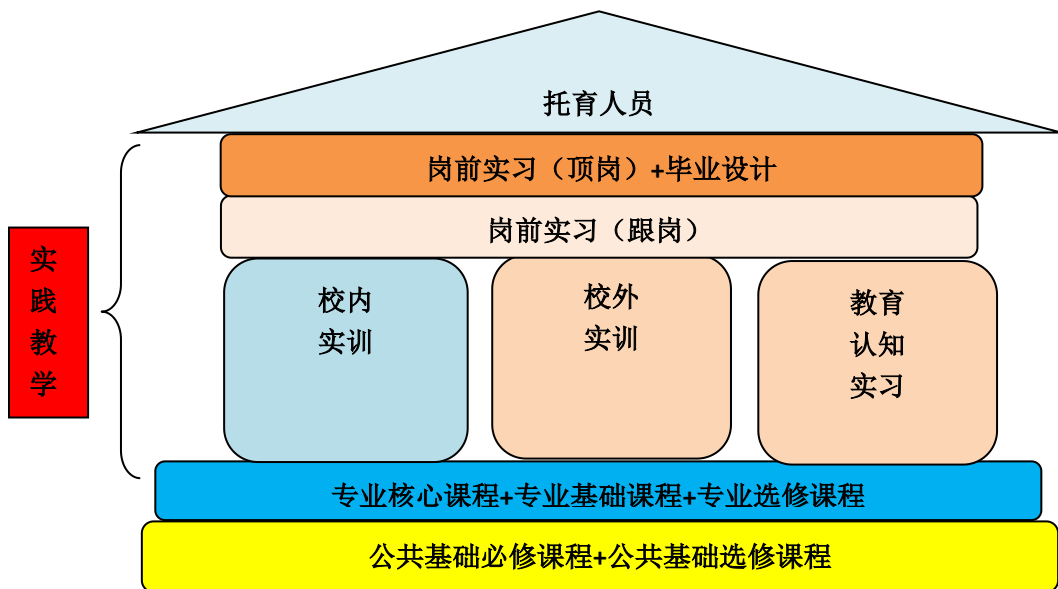 托育人员
岗前实习（顶岗）+毕业设计
岗前实习（跟岗）
实
践
教
学
校内
实训
校外
实训
教育
认知
实习
专业核心课程+专业基础课程+专业选修课程
公共基础必修课程+公共基础选修课程